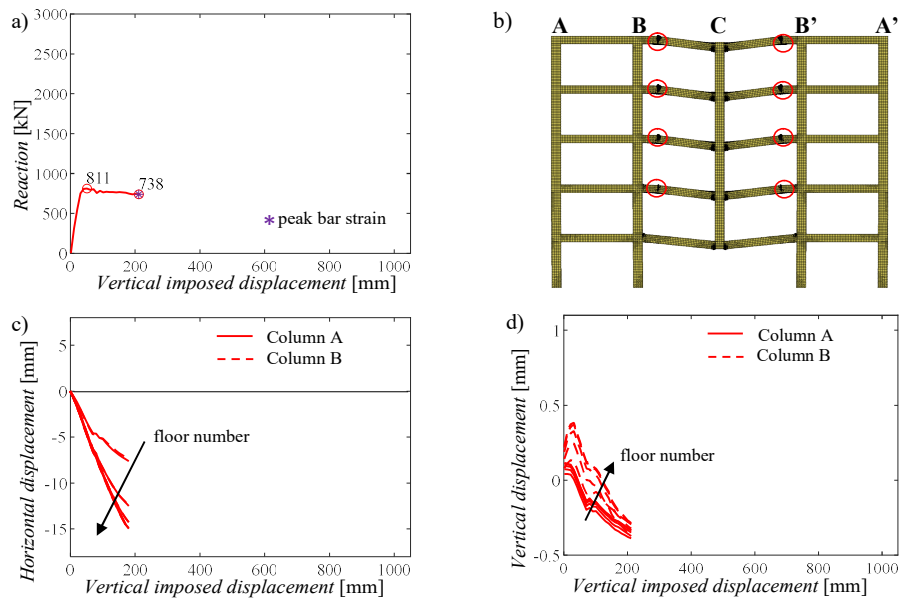 a)
Reaction [kN]
3000
2500
2000
1500
1000
500
0
811
738
* peak bar strain
0 200 400 600 800 1000
Vertical imposed displacement [mm]
b)
A B C B’ A’
c)
Horizontal displacement [mm]
5
0
-5
-10
-15
Column A
Column B
floor number
0 200 400 600 800 1000
Vertical imposed displacement [mm]
d)
Vertical displacement [mm]
1
0.5
0
-0.5
Column A
Column B
floor number
0 200 400 600 800 1000
Vertical imposed displacement [mm]